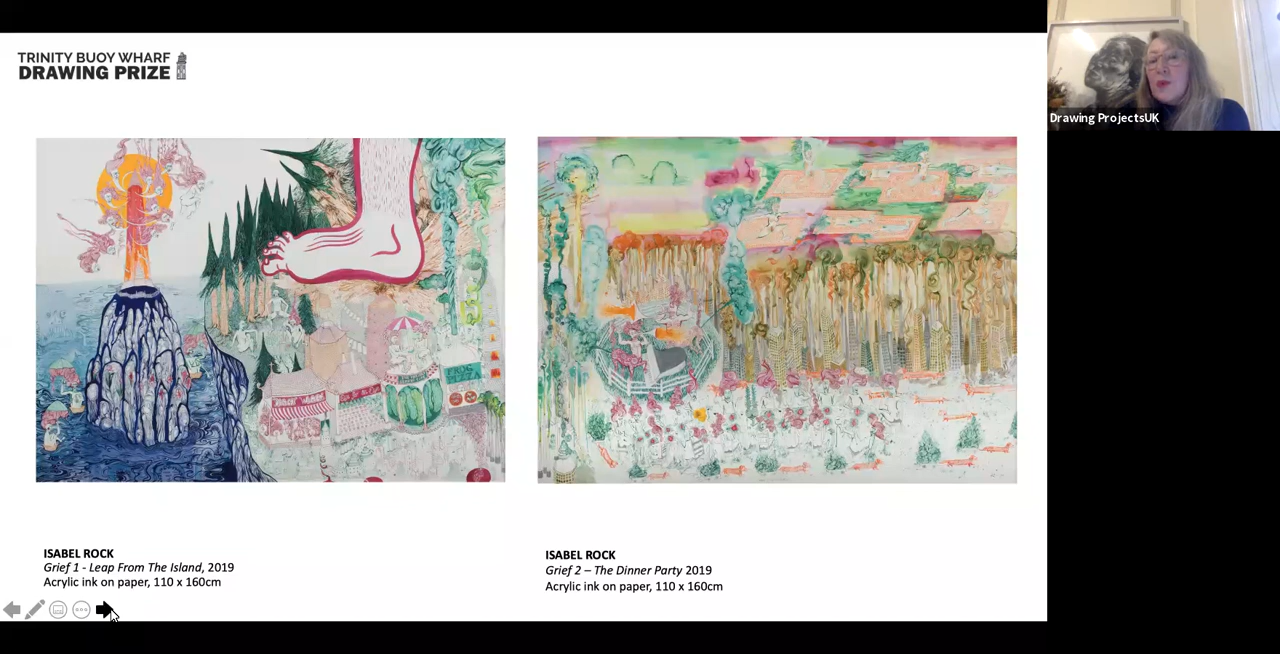 TRINITY BUOY WHARF
DRAWING PRIZE
Drawing ProjectsUK
ISABEL ROCK
Grief 1 - Leap From The Island, 2019
Acrylic ink on paper, 110 x 160cm
ISABEL ROCK
Grief 2 – The Dinner Party 2019
Acrylic ink on paper, 110 x 160cm